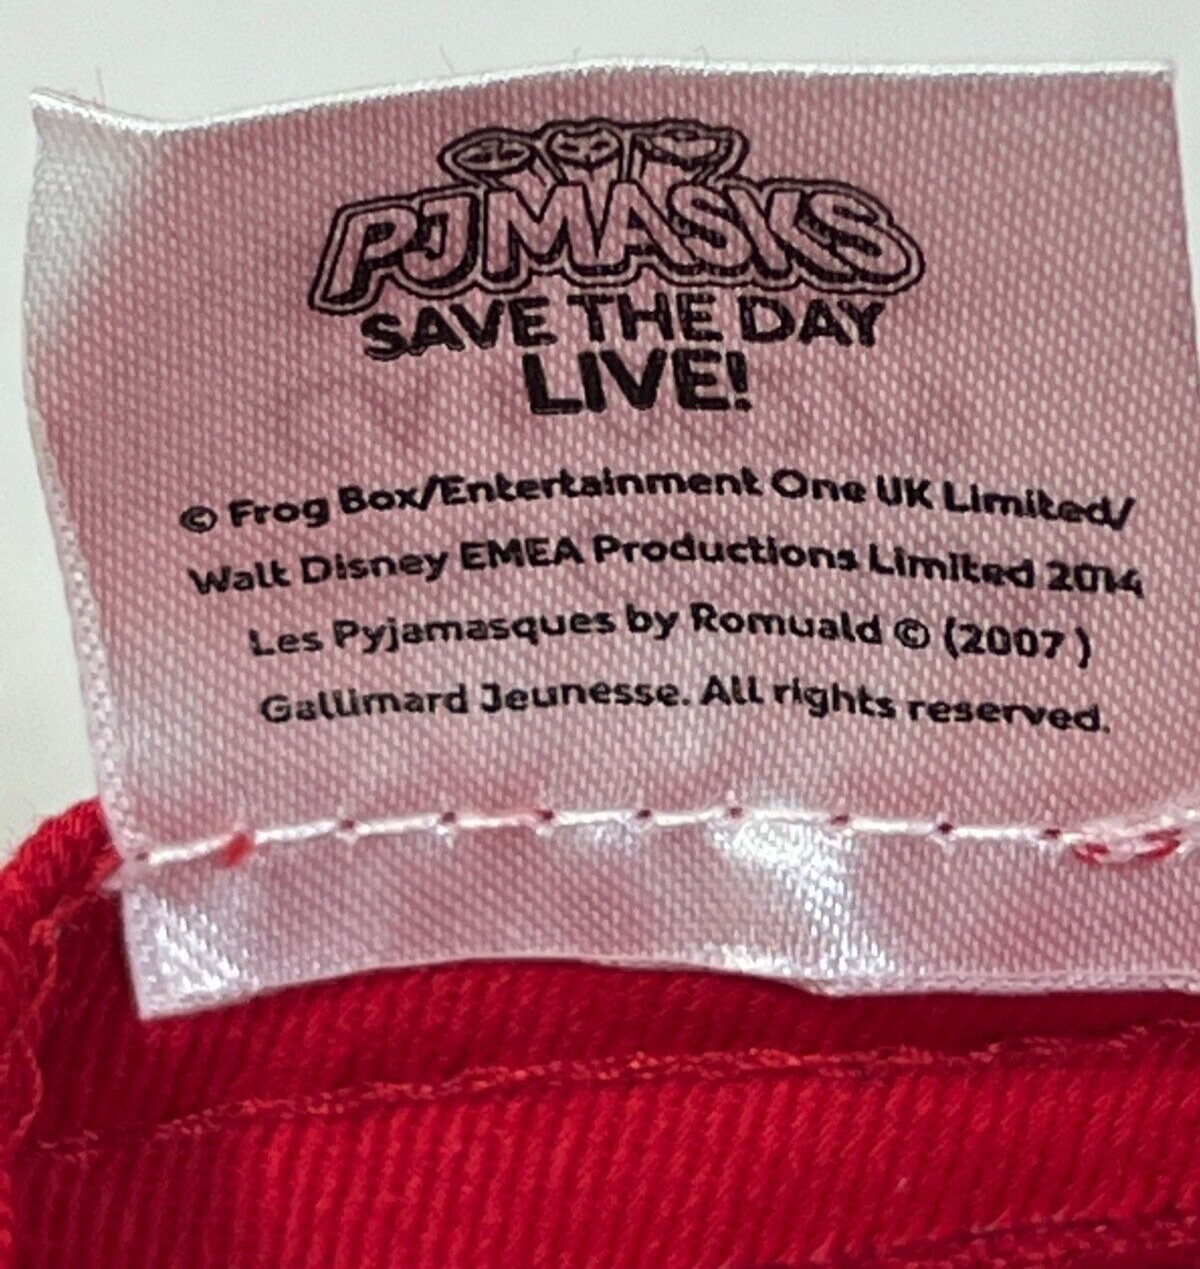 PJMASKS
SAVE THE DAY
LIVE!
© Frog Box/Entertainment One UK Limited/
Walt Disney EMEA Productions Limited 2014
Les Pyjamasques by Romuald © (2007)
Gallimard Jeunesse. All rights reserved.